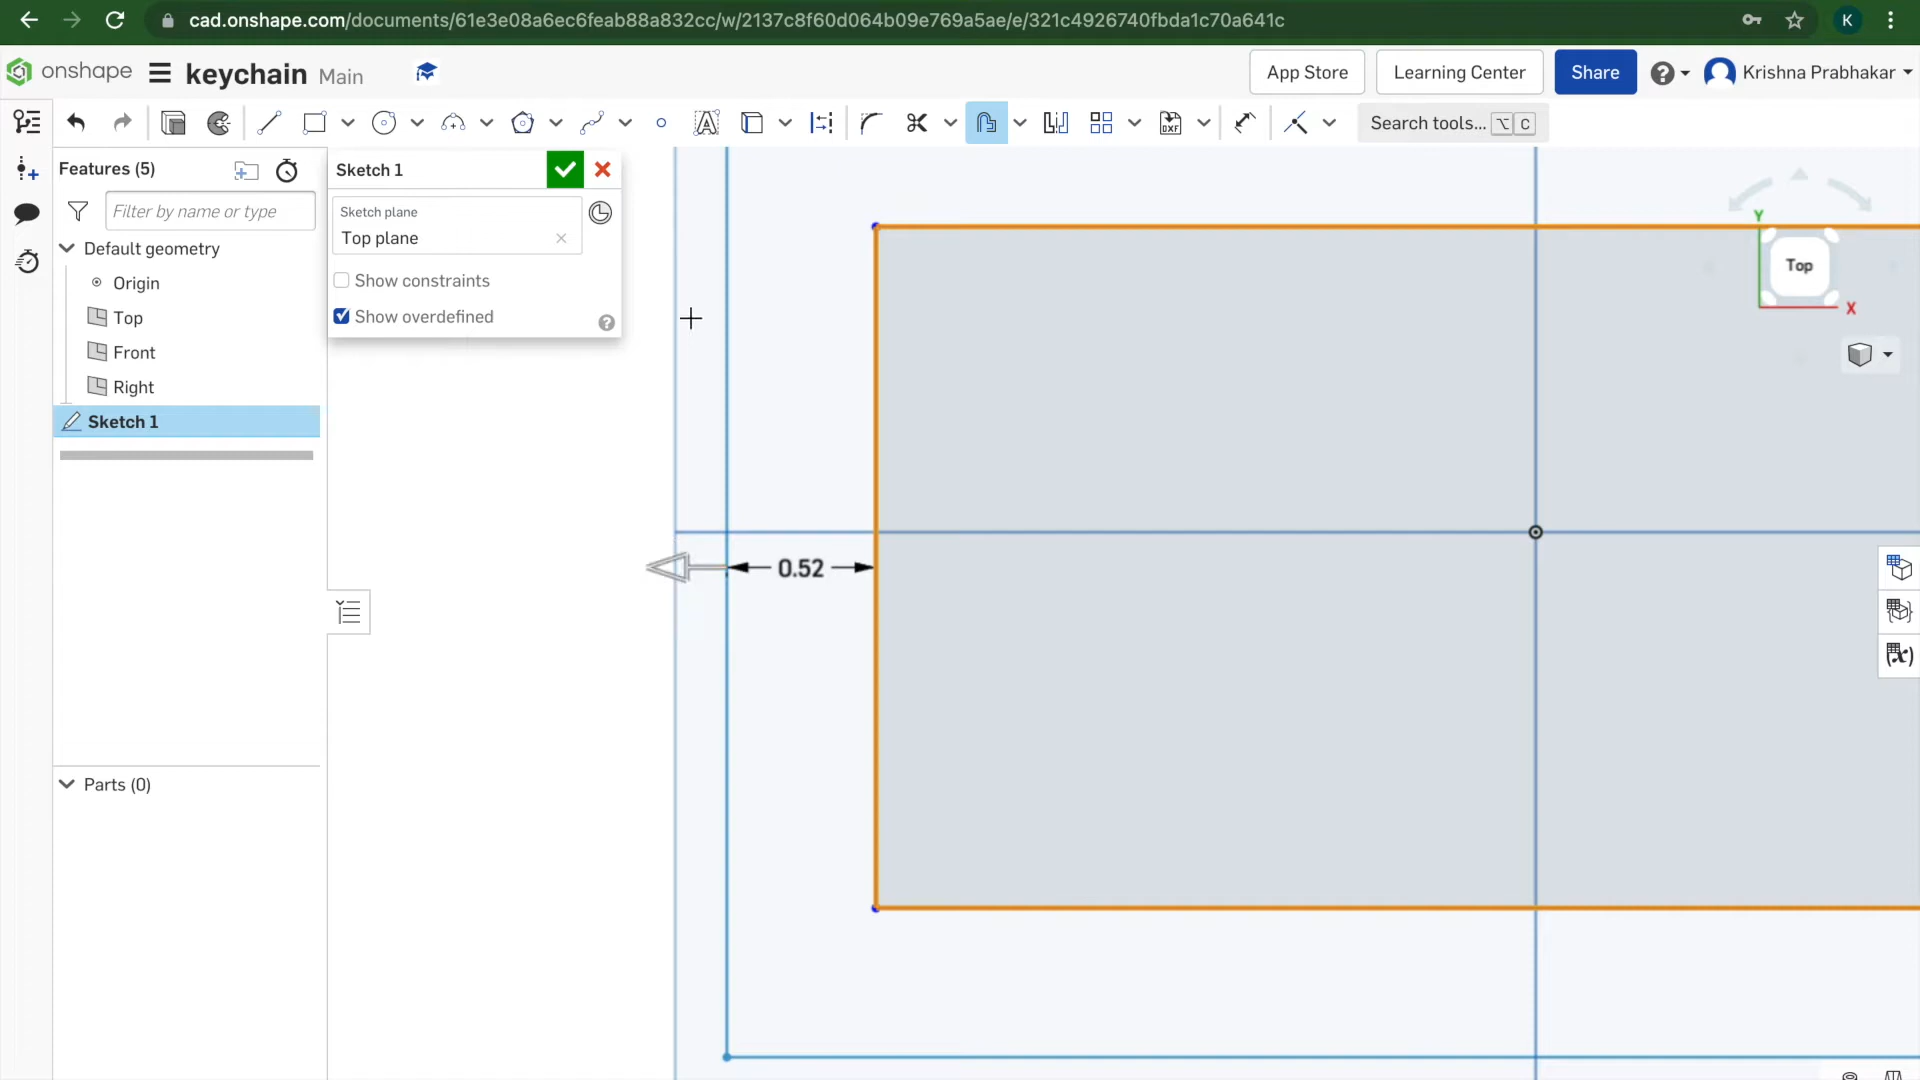 cad.onshape.com/documents/61e3e08a6ec6feab88a832cc/w/2137c8f60d064b09e769a5ae/e/321c4926740fbda1c70a641c
K
onshape keychain Main
App Store
Learning Center
Share
Krishna Prabhakar
DXF
Search tools... ⌥ C
Features (5)
Filter by name or type
Default geometry
Origin
Top
Front
Right
Sketch 1
Parts (0)
Sketch 1
Sketch plane
Top plane
Show constraints
Show overdefined
0.52
Y
Top
X
(x)